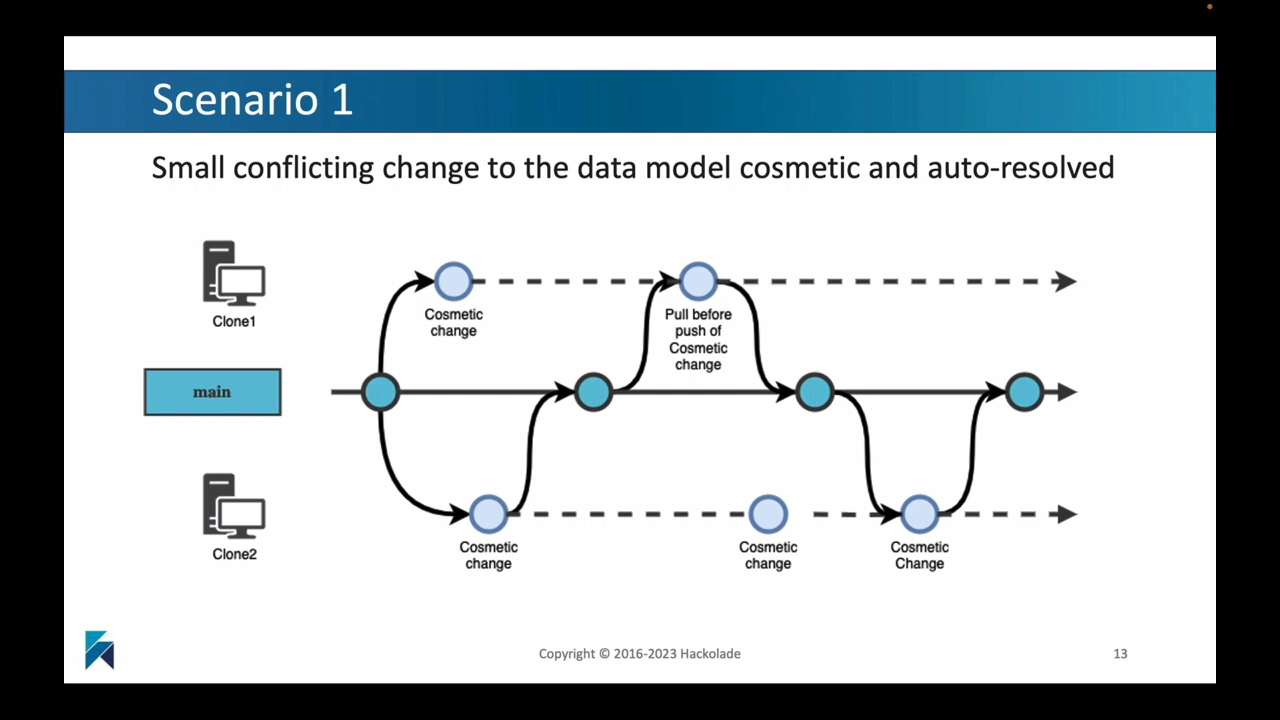 Scenario 1
Small conflicting change to the data model cosmetic and auto-resolved
Clone1
Cosmetic
change
Pull before
push of
Cosmetic
change
main
Clone2
Cosmetic
change
Cosmetic
change
Cosmetic
Change
Copyright © 2016-2023 Hackolade
13